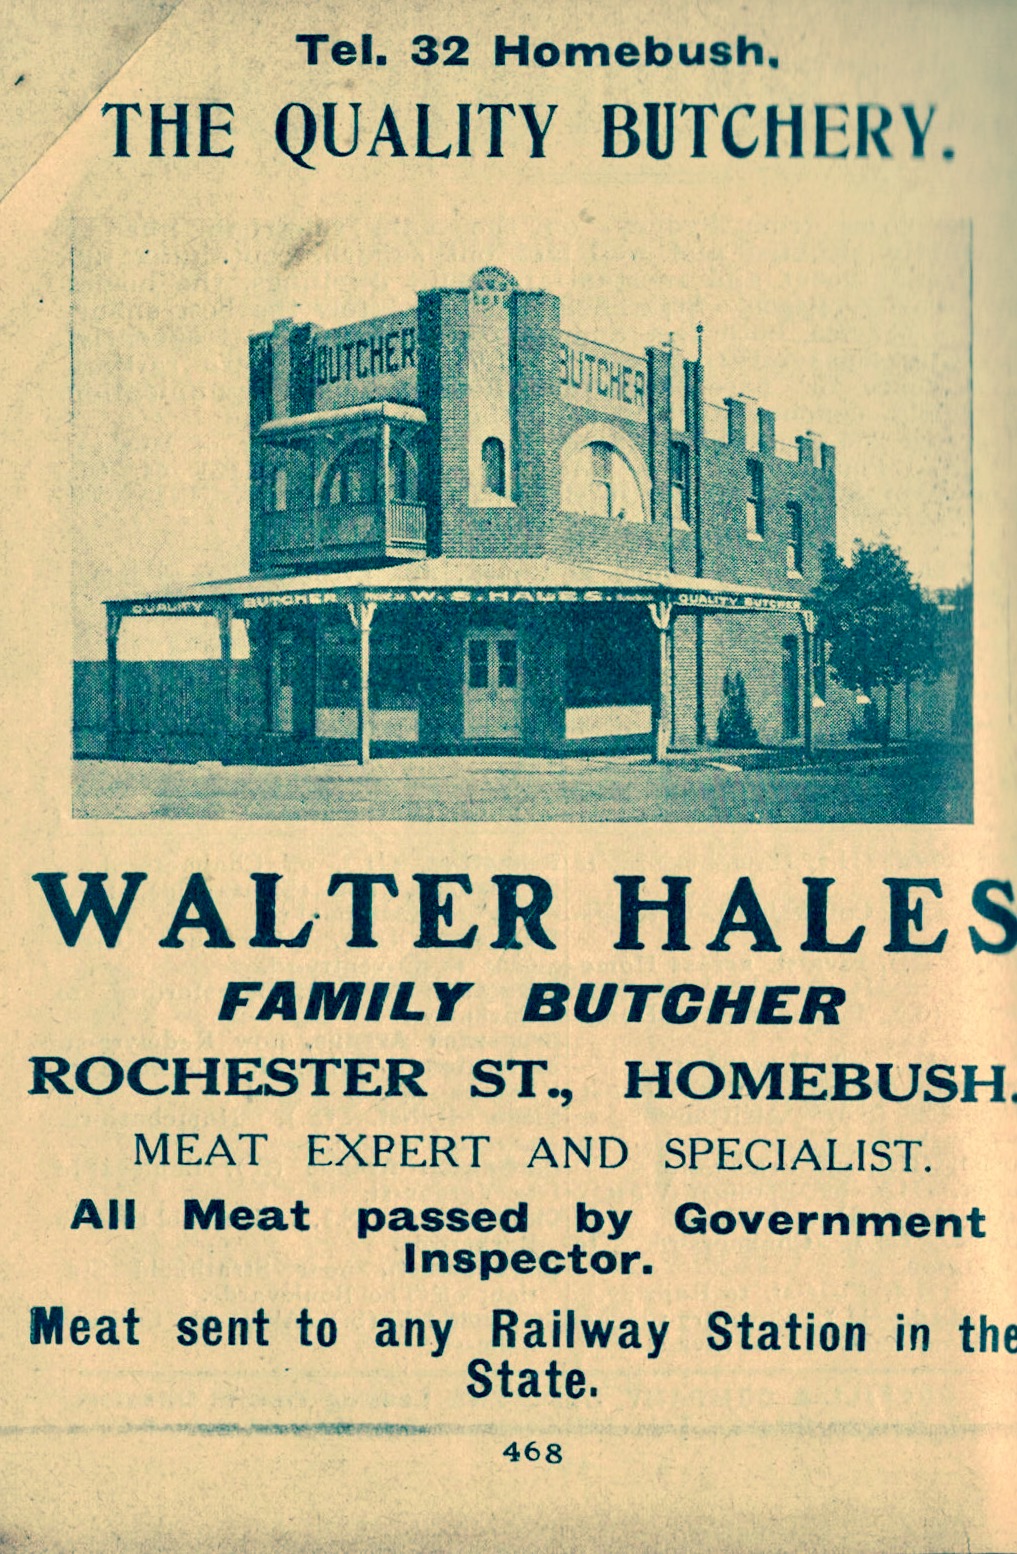 Tel. 32 Homebush.
THE QUALITY BUTCHERY.
BUTCHER
BUTCHER
QUALITY BUTCHER W. S. HALES. QUALITY BUTCHER
WALTER HALES
FAMILY BUTCHER
ROCHESTER ST., HOMEBUSH.
MEAT EXPERT AND SPECIALIST.
All Meat passed by Government
Inspector.
Meat sent to any Railway Station in the
State.
468